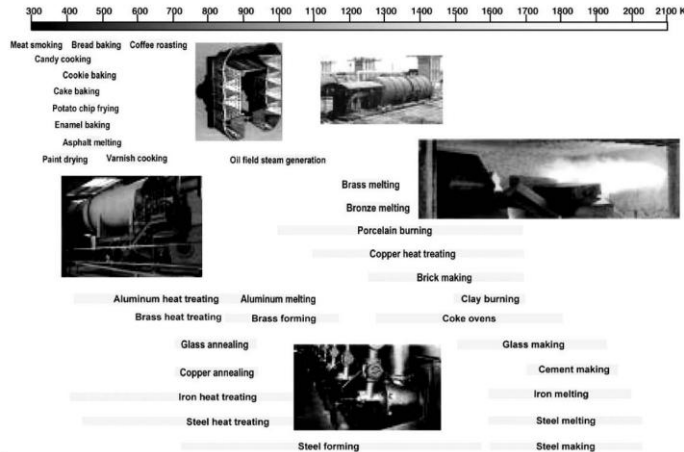 300 400 500 600 700 800 900 1000 1100 1200 1300 1400 1500 1600 1700 1800 1900 2000 2100 K
Meat smoking Bread baking Coffee roasting
Candy cooking
Cookie baking
Cake baking
Potato chip frying
Enamel baking
Asphalt melting
Paint drying Varnish cooking Oil field steam generation
Brass melting
Bronze melting
Porcelain burning
Copper heat treating
Brick making
Aluminum heat treating Aluminum melting Clay burning
Brass heat treating Brass forming Coke ovens
Glass annealing Glass making
Copper annealing Cement making
Iron heat treating Iron melting
Steel heat treating Steel melting
Steel forming Steel making